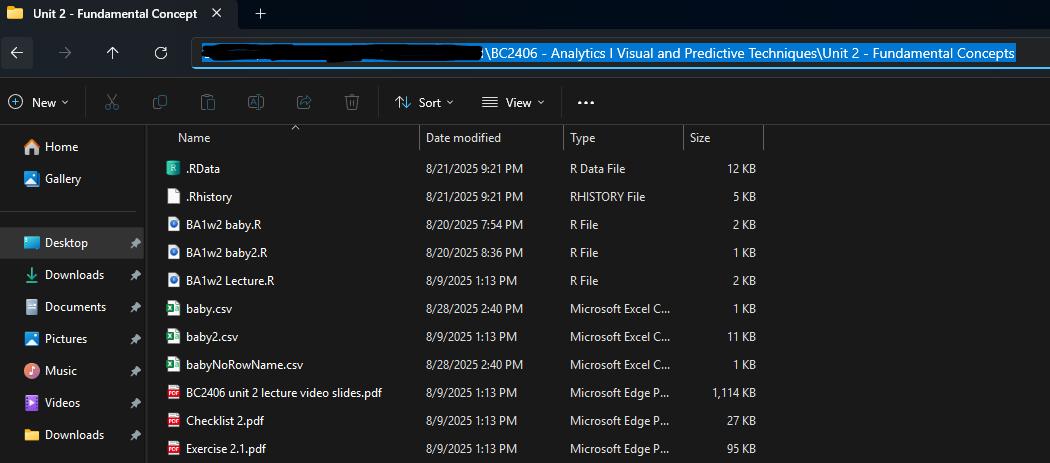 Unit 2 - Fundamental Concept
:\BC2406 - Analytics I Visual and Predictive Techniques\Unit 2 - Fundamental Concepts
New Sort View
Name Date modified Type Size
Home
Gallery
Desktop
Downloads
Documents
Pictures
Music
Videos
Downloads
.RData 8/21/2025 9:21 PM R Data File 12 KB
.Rhistory 8/21/2025 9:21 PM RHISTORY File 5 KB
BA1w2 baby.R 8/20/2025 7:54 PM R File 2 KB
BA1w2 baby2.R 8/20/2025 8:36 PM R File 1 KB
BA1w2 Lecture.R 8/9/2025 1:13 PM R File 2 KB
baby.csv 8/28/2025 2:40 PM Microsoft Excel C... 1 KB
baby2.csv 8/9/2025 1:13 PM Microsoft Excel C... 11 KB
babyNoRowName.csv 8/28/2025 2:40 PM Microsoft Excel C... 1 KB
BC2406 unit 2 lecture video slides.pdf 8/9/2025 1:13 PM Microsoft Edge P... 1,114 KB
Checklist 2.pdf 8/9/2025 1:13 PM Microsoft Edge P... 27 KB
Exercise 2.1.pdf 8/9/2025 1:13 PM Microsoft Edge P... 95 KB